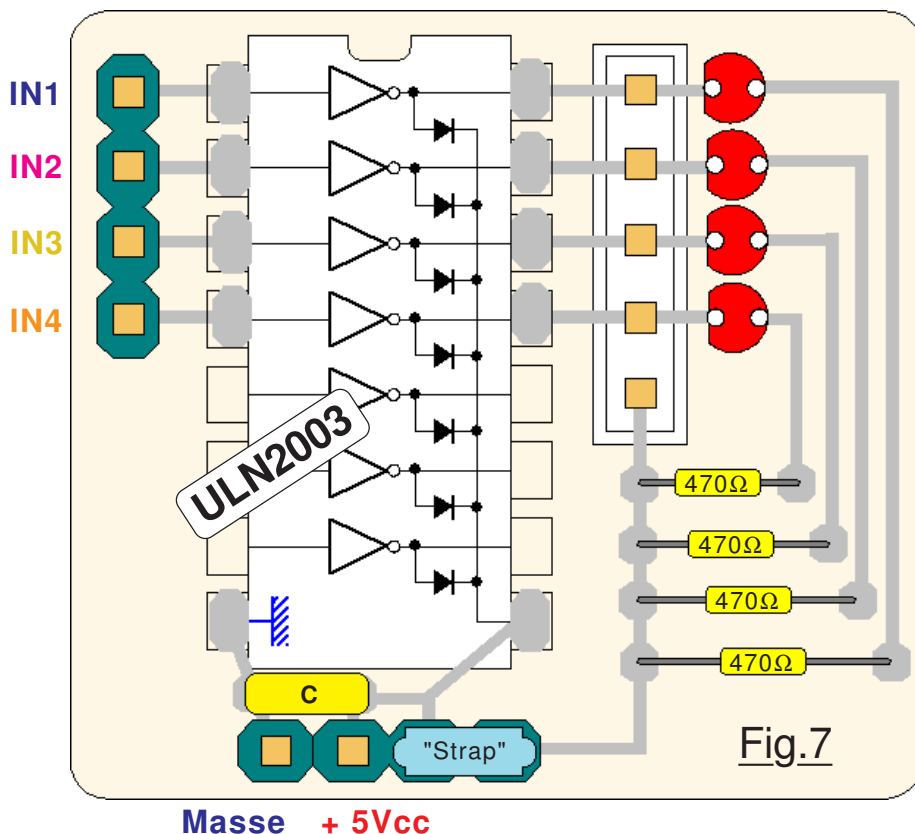 IN1
IN2
IN3
IN4
ULN2003
470Ω
470Ω
470Ω
470Ω
C
"Strap"
Fig.7
Masse + 5Vcc